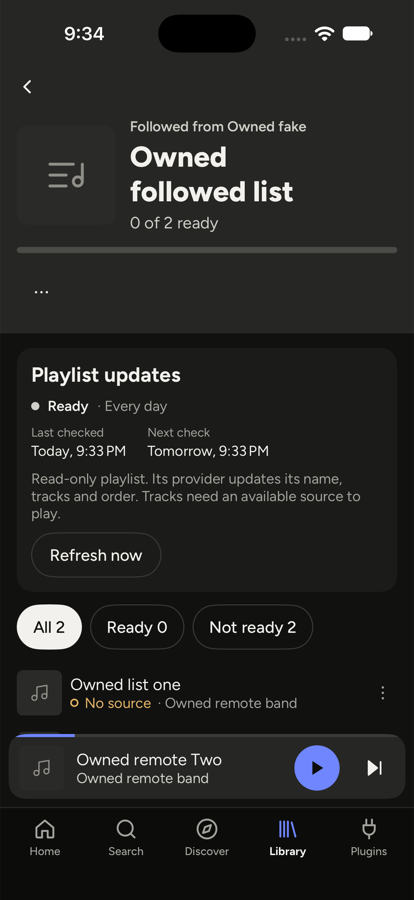 9:34
Followed from Owned fake
Owned
followed list
0 of 2 ready
...
Playlist updates
Ready · Every day
Last checked
Next check
Today, 9:33 PM
Tomorrow, 9:33 PM
Read-only playlist. Its provider updates its name,
tracks and order. Tracks need an available source to
play.
Refresh now
All 2
Ready 0
Not ready 2
Owned list one
No source · Owned remote band
Owned remote Two
Owned remote band
Home
Search
Discover
Library
Plugins